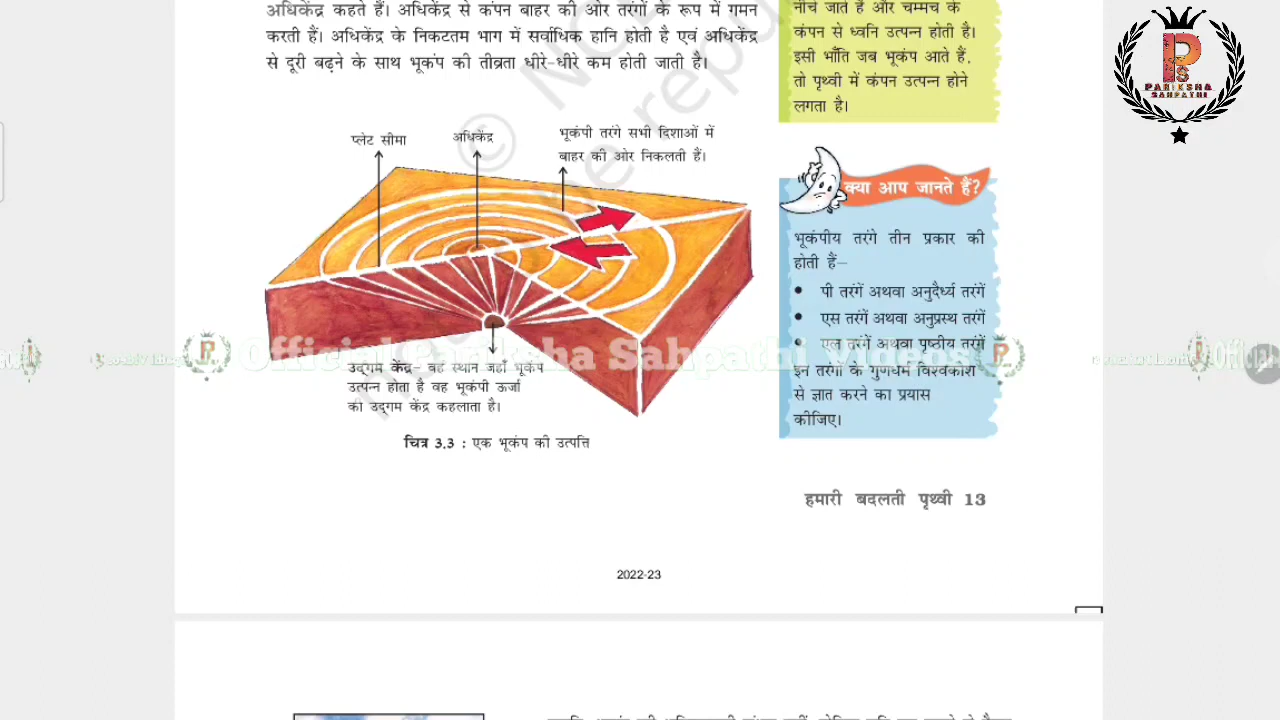 अधिकेंद्र कहते हैं। अधिकेंद्र से कंपन बाहर की ओर तरंगों के रूप में गमन
करती हैं। अधिकेंद्र के निकटतम भाग में सर्वाधिक हानि होती है एवं अधिकेंद्र
से दूरी बढ़ने के साथ भूकंप की तीव्रता धीरे-धीरे कम होती जाती है।
नीचे जाते हैं और चम्मच के
कंपन से ध्वनि उत्पन्न होती है।
इसी भाँति जब भूकंप आते हैं,
तो पृथ्वी में कंपन उत्पन्न होने
लगता है।
PS
PARIKSHA
SAHPATHI
प्लेट सीमा
अधिकेंद्र
भूकंपी तरंगे सभी दिशाओं में
बाहर की ओर निकलती हैं।
क्या आप जानते हैं?
भूकंपीय तरंगे तीन प्रकार की
होती हैं–
• पी तरंगें अथवा अनुदैर्ध्य तरंगें
• एस तरंगें अथवा अनुप्रस्थ तरंगें
• एल तरंगें अथवा पृष्ठीय तरंगें
इन तरंगों के गुणधर्म विश्वकोश
से ज्ञात करने का प्रयास
कीजिए।
Official Pariksha Sahpathi Videos
उद्गम केंद्र– वह स्थान जहाँ भूकंप
उत्पन्न होता है वह भूकंपी ऊर्जा
का उद्गम केंद्र कहलाता है।
चित्र 3.3 : एक भूकंप की उत्पत्ति
हमारी बदलती पृथ्वी 13
2022-23